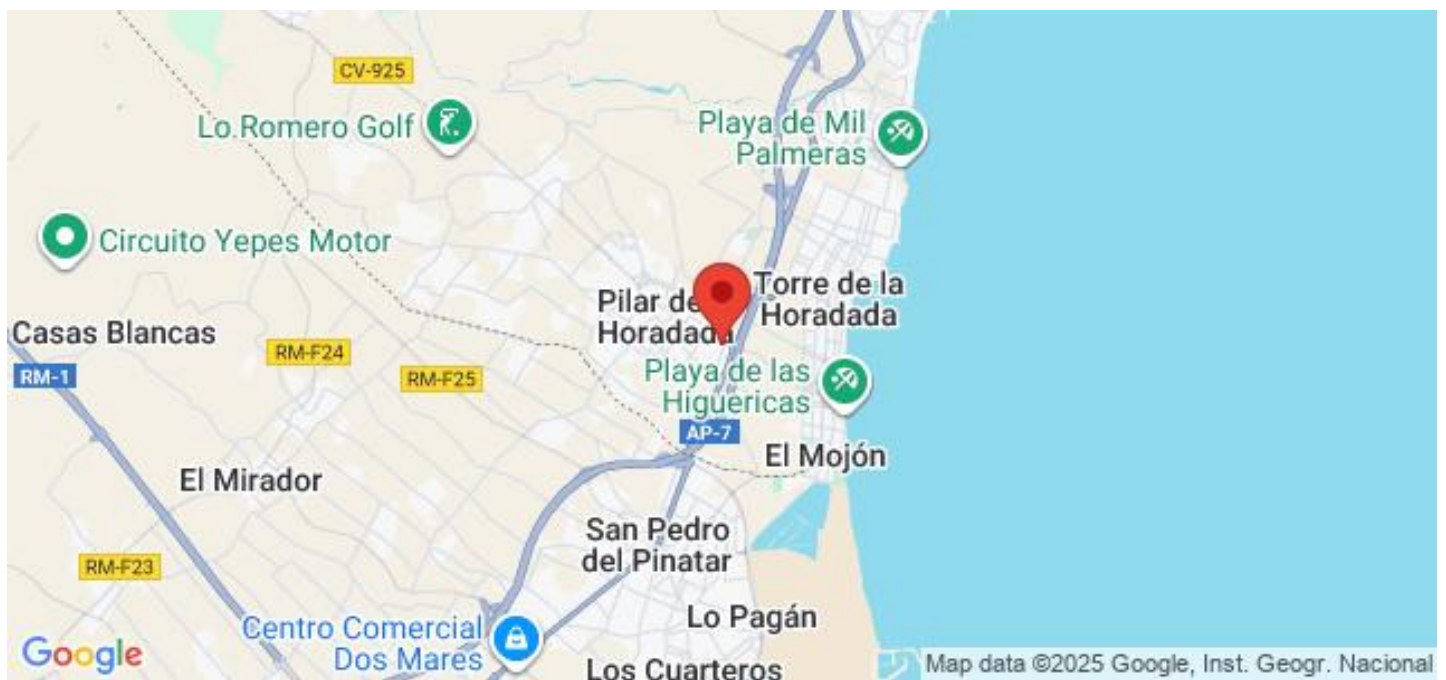 CV-925
Lo Romero Golf
Playa de Mil
Palmeras
Circuito Yepes Motor
Torre de la
Horadada
Pilar de
Horadada
Casas Blancas
RM-F24
RM-1
RM-F25
Playa de las
Higuericas
AP-7
El Mojón
El Mirador
San Pedro
del Pinatar
RM-F23
Lo Pagán
Centro Comercial
Dos Mares
Los Cuarteros
Google
Map data ©2025 Google, Inst. Geogr. Nacional